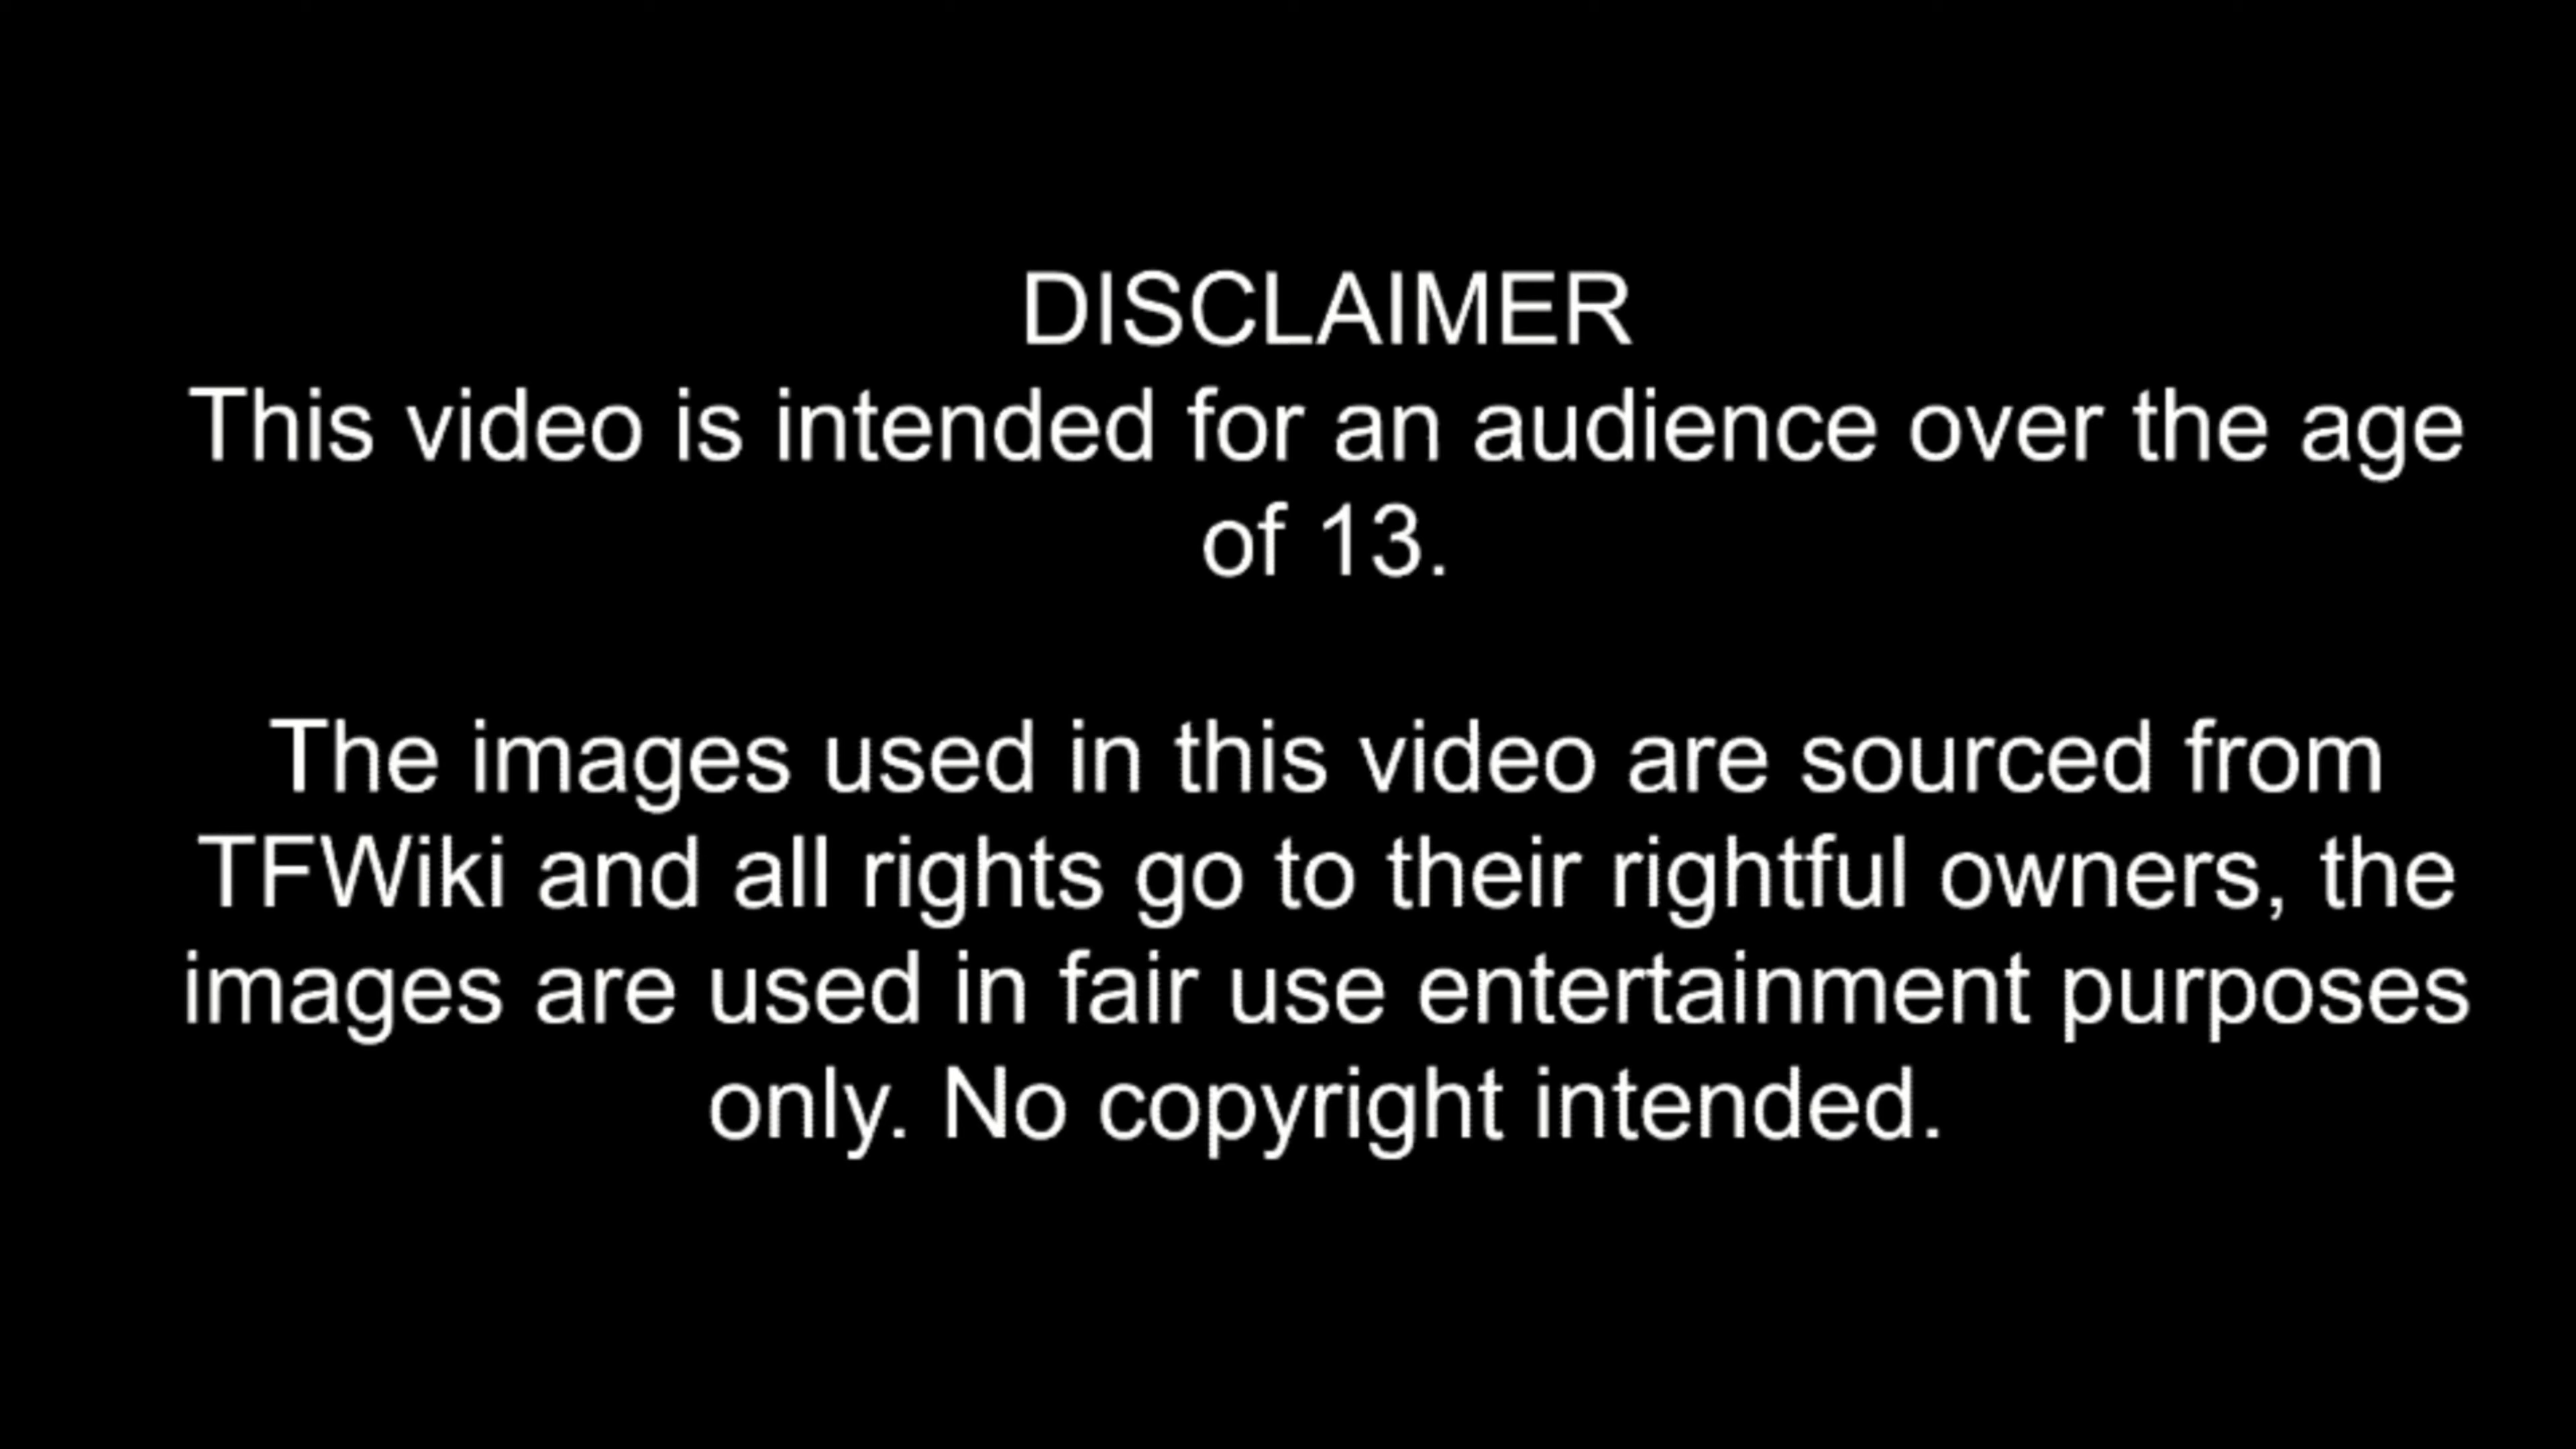 DISCLAIMER
This video is intended for an audience over the age
of 13.
The images used in this video are sourced from
TFWiki and all rights go to their rightful owners, the
images are used in fair use entertainment purposes
only. No copyright intended.